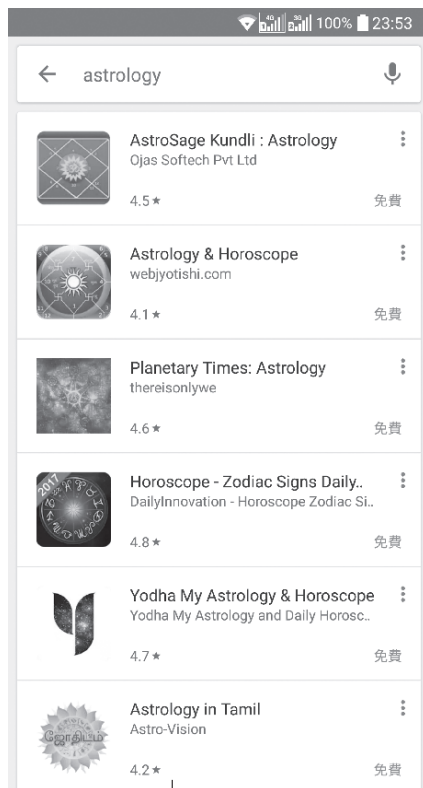 100% 23:53
astrology
AstroSage Kundli : Astrology
Ojas Softech Pvt Ltd
4.5★ 免費
Astrology & Horoscope
webjyotishi.com
4.1★ 免費
Planetary Times: Astrology
thereisonlywe
4.6★ 免費
2017
Horoscope - Zodiac Signs Daily..
DailyInnovation - Horoscope Zodiac Si..
4.8★ 免費
Yodha My Astrology & Horoscope
Yodha My Astrology and Daily Horosc..
4.7★ 免費
Astrology in Tamil
ஜோதிடம்
Astro-Vision
4.2★ 免費